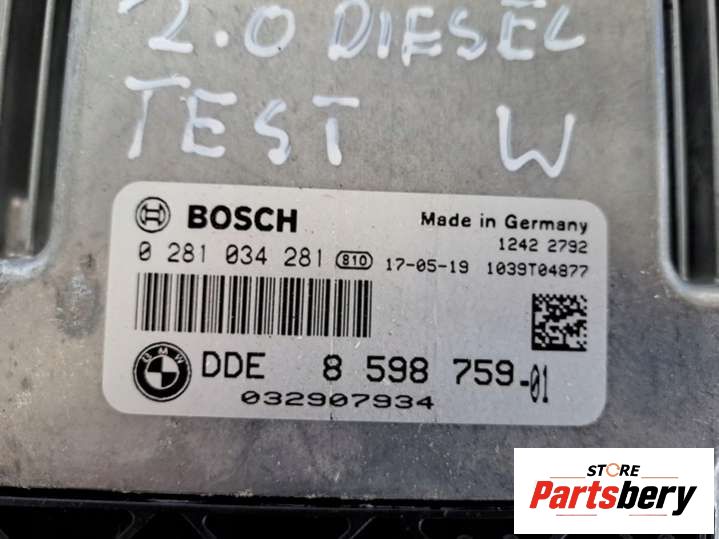 2.0 DIESEL
TEST W
BOSCH Made in Germany
1242 2792
0 281 034 281 810 17-05-19 1039T04877
BMW DDE 8 598 759-01
032907934
STORE
Partsbery